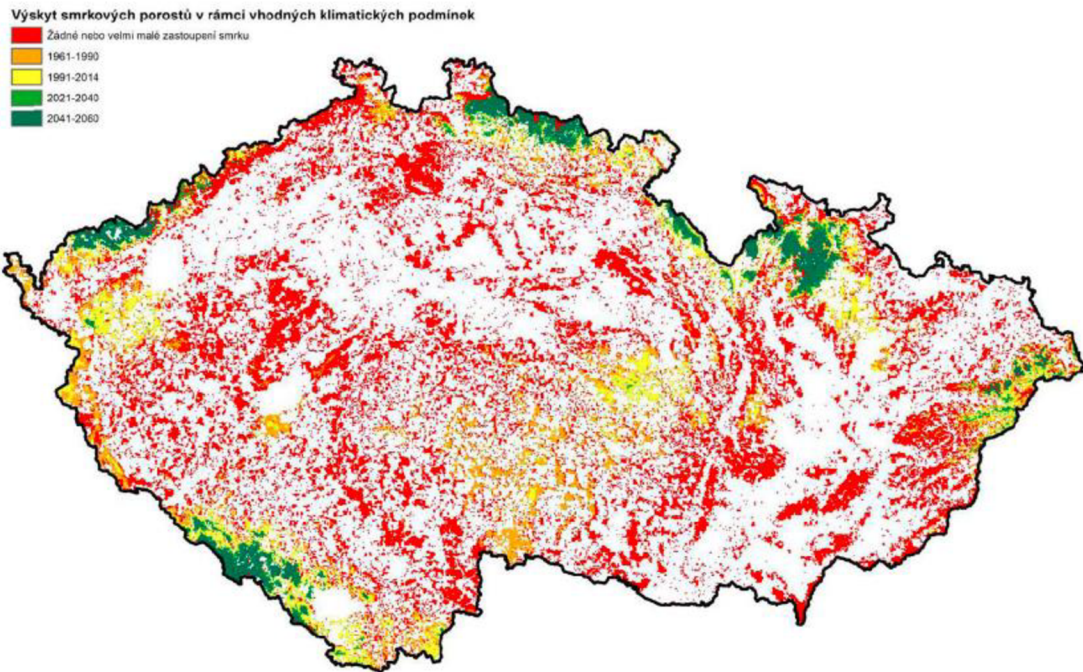 Výskyt smrkových porostů v rámci vhodných klimatických podmínek
Žádné nebo velmi malé zastoupení smrku
1961-1990
1991-2014
2021-2040
2041-2060